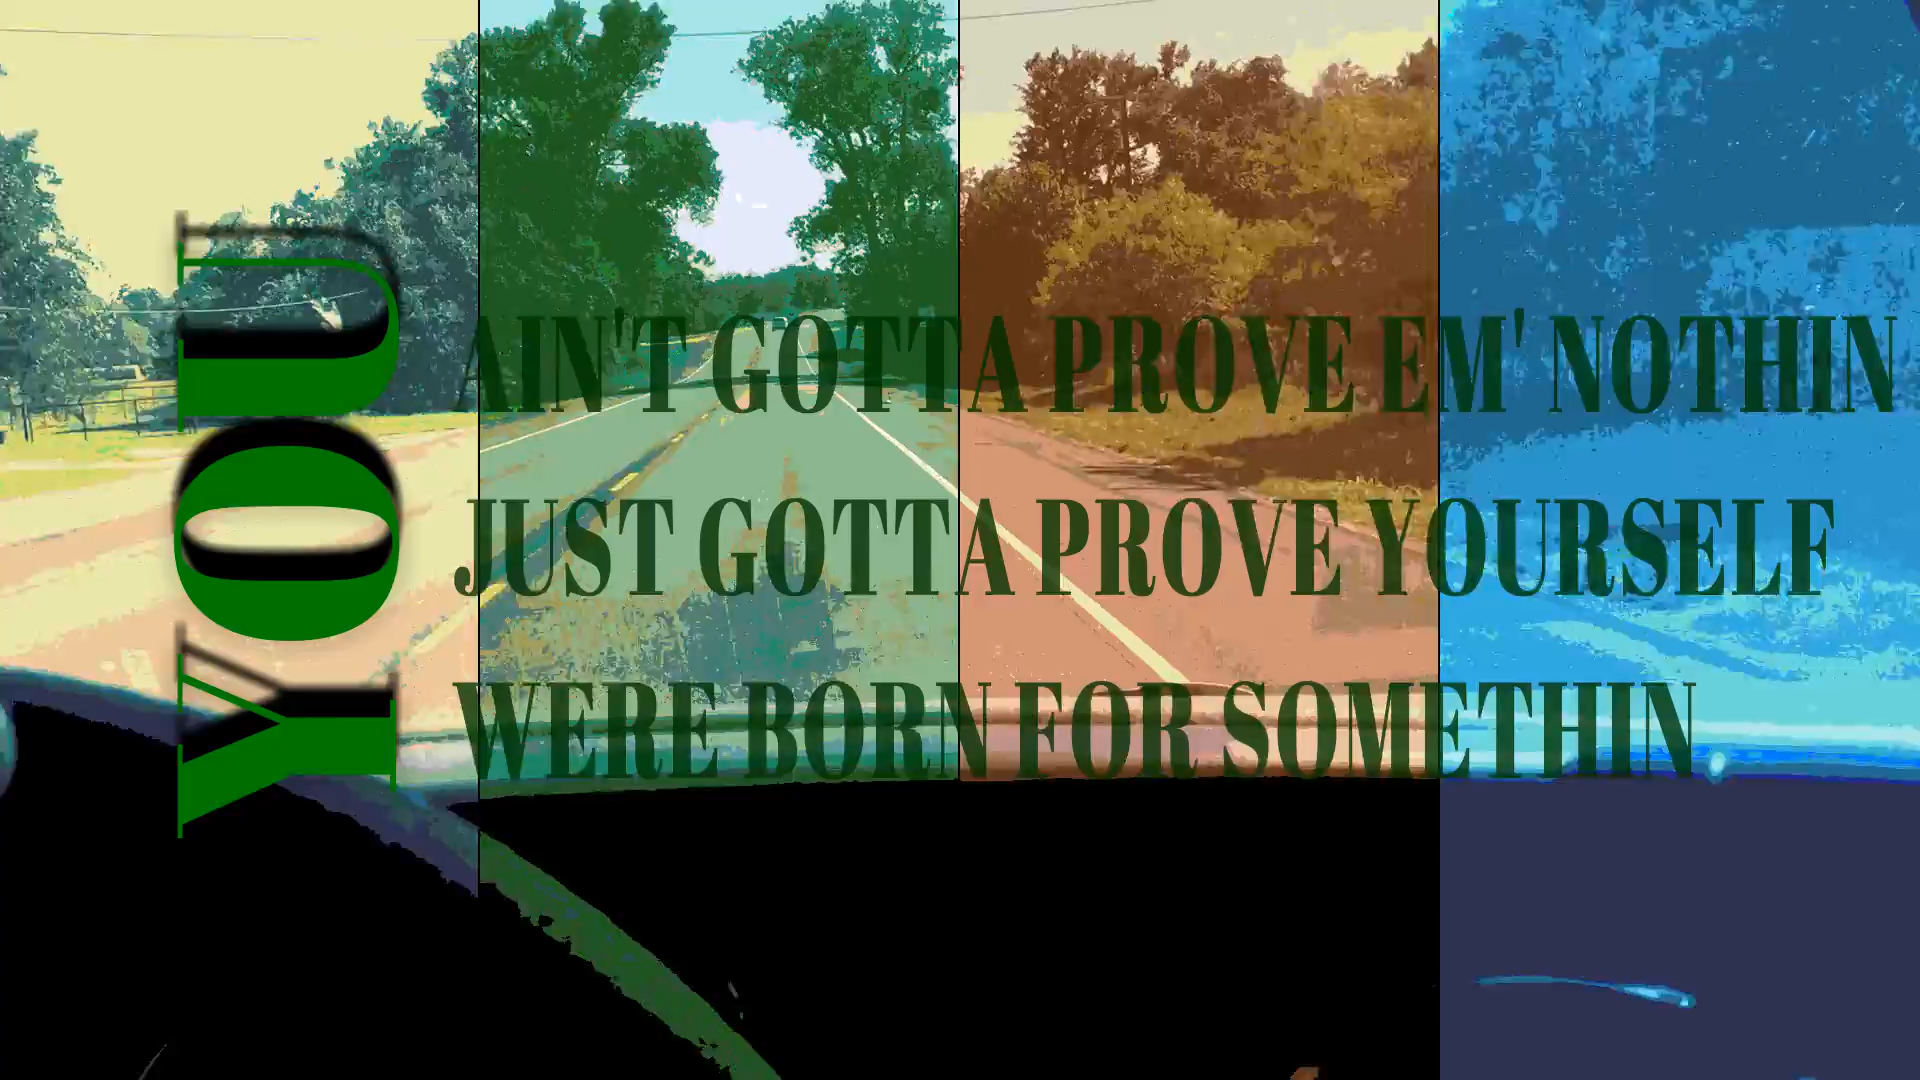 YOU
AIN'T GOTTA PROVE EM' NOTHIN
JUST GOTTA PROVE YOURSELF
WERE BORN FOR SOMETHIN